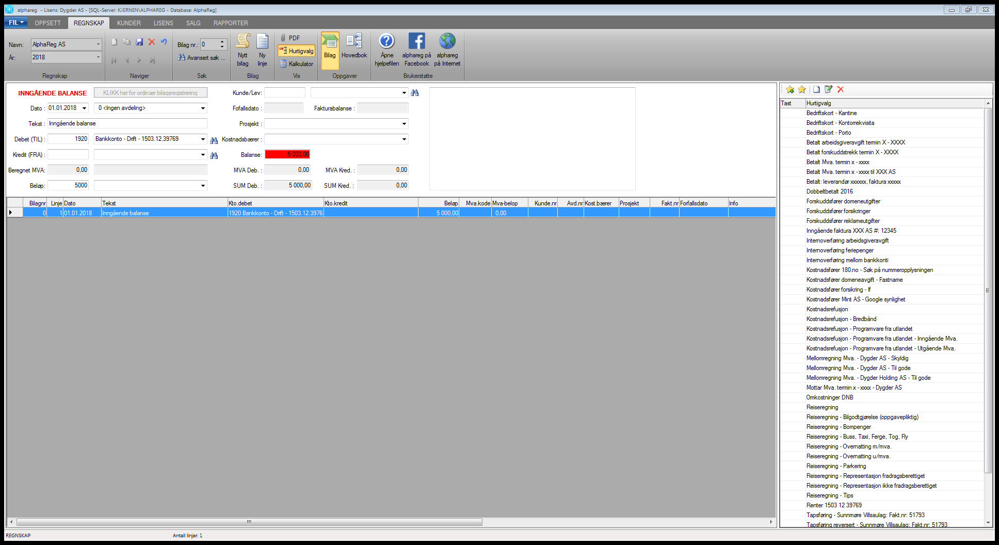 alphareg - Lisens: Dygder AS - [SQL-Server: KJERNEN\ALPHAREG - Database: AlphaReg]
FIL OPPSETT REGNSKAP KUNDER LISENS SALG RAPPORTER
Navn: AlphaReg AS
År: 2018
Regnskap
Naviger
Bilag nr.: 0
Avansert søk ...
Søk
Nytt bilag
Ny linje
Bilag
PDF
Hurtigvalg
Kalkulator
Vis
Bilag
Hovedbok
Oppgaver
Åpne hjelpefilen
alphareg på Facebook
alphareg på Internet
Brukerstøtte
INNGÅENDE BALANSE KLIKK her for ordinær bilagsregistrering Kunde/Lev:
Dato : 01.01.2018 0 <Ingen avdeling> Fofallsdato : Fakturabalanse :
Tekst : Inngående balanse Prosjekt :
Debet (TIL) : 1920 Bankkonto - Drift - 1503.12.39769 Kostnadsbærer :
Kredit (FRA) : Balanse: 5 000,00
Beregnet MVA: 0,00 MVA Deb. : 0,00 MVA Kred. : 0,00
Beløp: 5000 SUM Deb. : 5 000,00 SUM Kred. : 0,00
Bilagnr Linje Dato Tekst Kto.debet Kto.kredit Beløp Mva.kode Mva-belop Kunde.nr Avd.nr Kost.bærer Prosjekt Fakt.nr Forfallsdato Info
0 1 01.01.2018 Inngående balanse 1920 Bankkonto - Drift - 1503.12.3976 5 000,00 0,00
Tast Hurtigvalg
Bedriftskort - Kantine
Bedriftskort - Kontorrekvisita
Bedriftskort - Porto
Betalt arbeidsgiveravgift termin X - XXXX
Betalt forskuddstrekk termin X - XXXX
Betalt Mva. termin x - xxxx
Betalt Mva. termin x - xxxx til XXX AS
Betalt: leverandør xxxxxx, faktura xxxxx
Dobbeltbetalt 2016
Forskuddsfører domeneutgifter
Forskuddsfører forsikringer
Forskuddsfører reklameutgifter
Inngående faktura XXX AS #: 12345
Internoverføring arbeidsgiveravgift
Internoverføring feriepenger
Internoverføring mellom bankkonti
Kostnadsfører 180.no - Søk på nummeropplysningen
Kostnadsfører domeneavgift - Fastname
Kostnadsfører forsikring - If
Kostnadsfører Mint AS - Google synlighet
Kostnadsrefusjon
Kostnadsrefusjon - Bredbånd
Kostnadsrefusjon - Programvare fra utlandet
Kostnadsrefusjon - Programvare fra utlandet - Inngående Mva.
Kostnadsrefusjon - Programvare fra utlandet - Utgående Mva.
Mellomregning Mva. - Dygder AS - Skyldig
Mellomregning Mva. - Dygder AS - Til gode
Mellomregning Mva. - Dygder Holding AS - Til gode
Mottar Mva. termin x - xxxx - Dygder AS
Omkostninger DNB
Reiseregning
Reiseregning - Bilgodtgjørelse (oppgavepliktig)
Reiseregning - Bompenger
Reiseregning - Buss, Taxi, Ferge, Tog, Fly
Reiseregning - Overnatting m/mva.
Reiseregning - Overnatting u/mva.
Reiseregning - Parkering
Reiseregning - Representasjon fradragsberettiget
Reiseregning - Representasjon ikke fradragsberettiget
Reiseregning - Tips
Renter 1503 12 39769
Tapsføring - Sunnmøre Villsaulag: Fakt.nr: 51793
Tapsføring reversert - Sunnmøre Villsaulag: Fakt.nr: 51793
REGNSKAP Antall linjer: 1